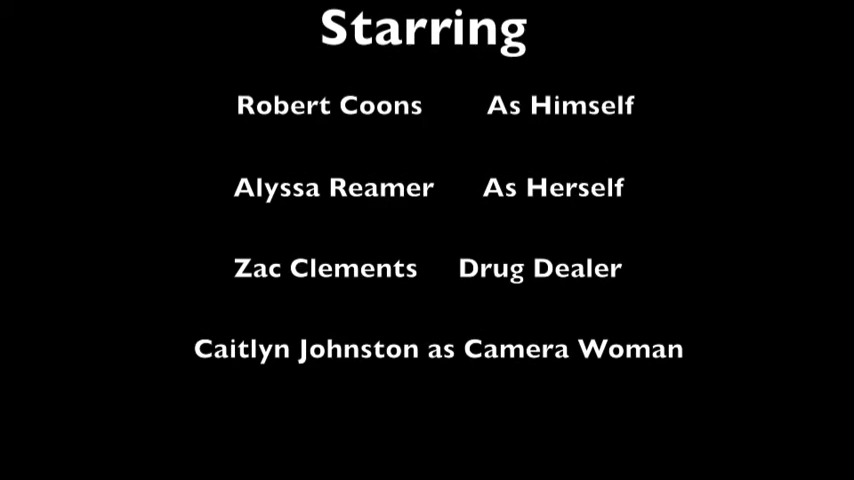 Starring
Robert Coons As Himself
Alyssa Reamer As Herself
Zac Clements Drug Dealer
Caitlyn Johnston as Camera Woman